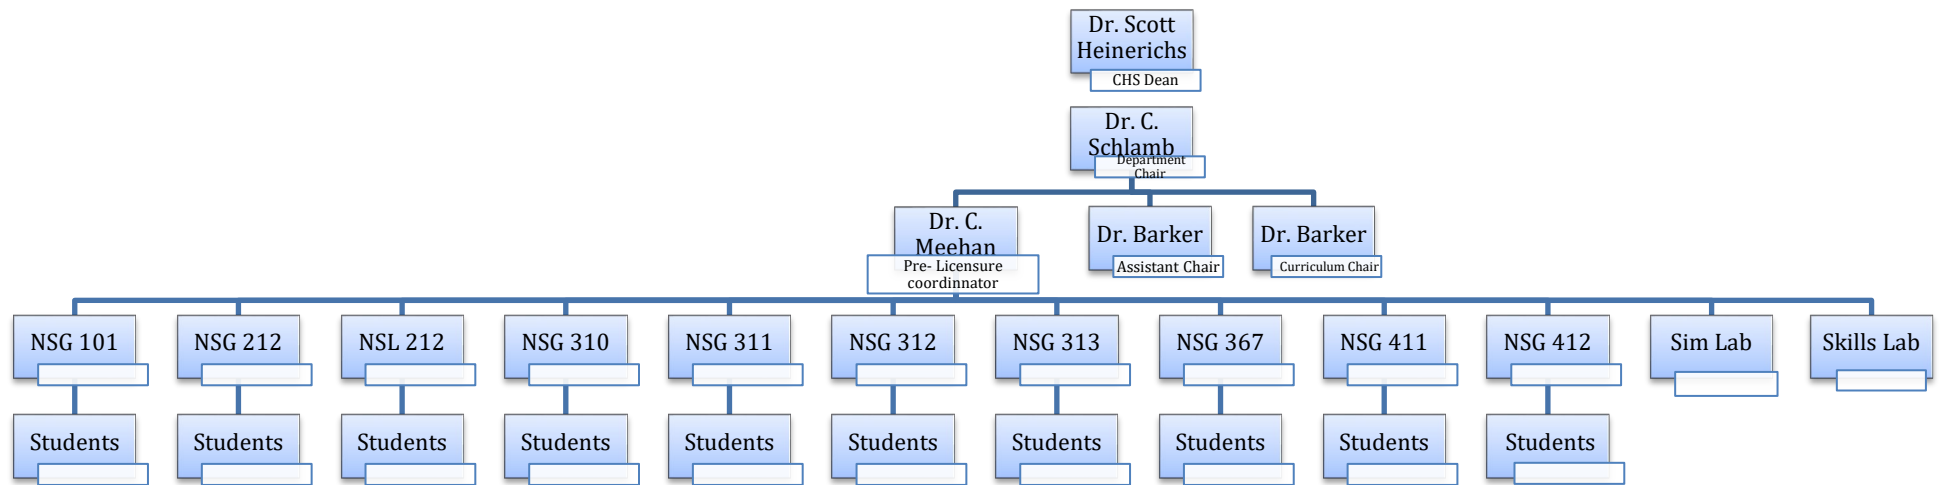 Dr. Scott
Heinerichs
CHS Dean
Dr. C.
Schlamb
Department
Chair
Dr. C.
Meehan
Pre- Licensure
coordinnator
Dr. Barker
Assistant Chair
Dr. Barker
Curriculum Chair
NSG 101
NSG 212
NSL 212
NSG 310
NSG 311
NSG 312
NSG 313
NSG 367
NSG 411
NSG 412
Sim Lab
Skills Lab
Students
Students
Students
Students
Students
Students
Students
Students
Students
Students